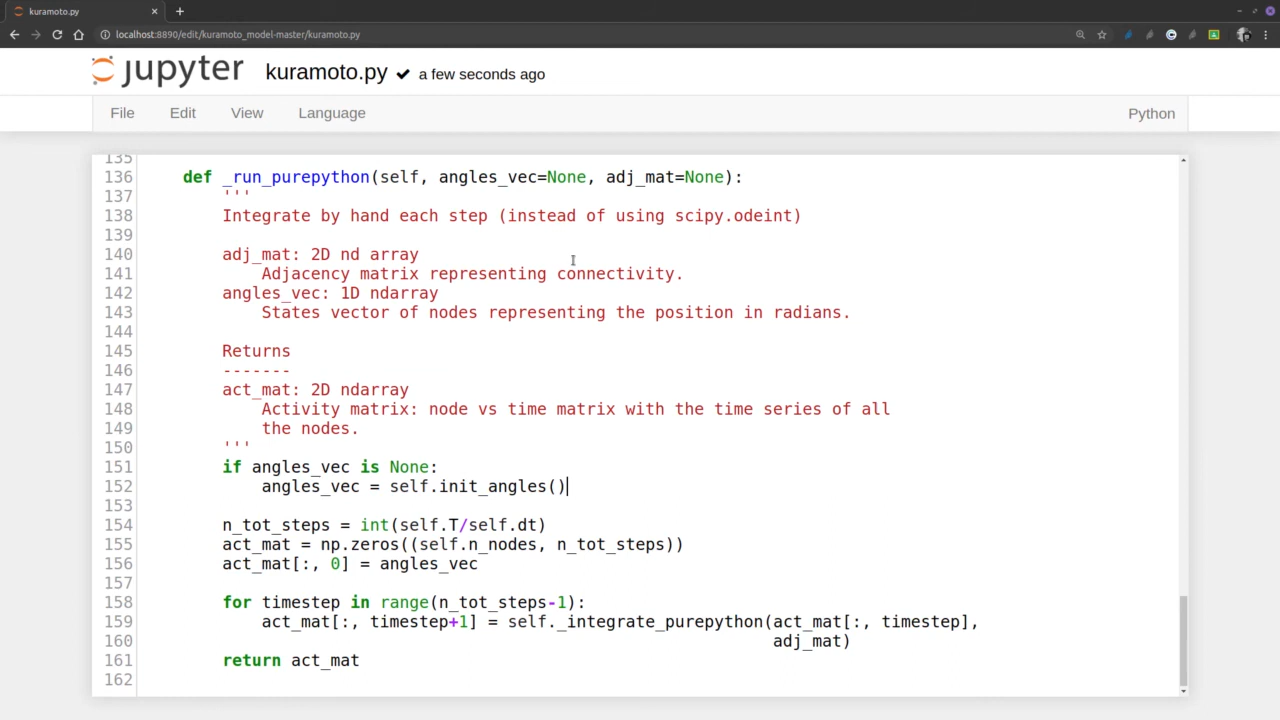 kuramoto.py
localhost:8890/edit/kuramoto_model-master/kuramoto.py
jupyter kuramoto.py a few seconds ago
File Edit View Language Python
135
136 def _run_purepython(self, angles_vec=None, adj_mat=None):
137 '''
138 Integrate by hand each step (instead of using scipy.odeint)
139
140 adj_mat: 2D nd array
141 Adjacency matrix representing connectivity.
142 angles_vec: 1D ndarray
143 States vector of nodes representing the position in radians.
144
145 Returns
146 -------
147 act_mat: 2D ndarray
148 Activity matrix: node vs time matrix with the time series of all
149 the nodes.
150 '''
151 if angles_vec is None:
152 angles_vec = self.init_angles()
153
154 n_tot_steps = int(self.T/self.dt)
155 act_mat = np.zeros((self.n_nodes, n_tot_steps))
156 act_mat[:, 0] = angles_vec
157
158 for timestep in range(n_tot_steps-1):
159 act_mat[:, timestep+1] = self._integrate_purepython(act_mat[:, timestep],
160 adj_mat)
161 return act_mat
162